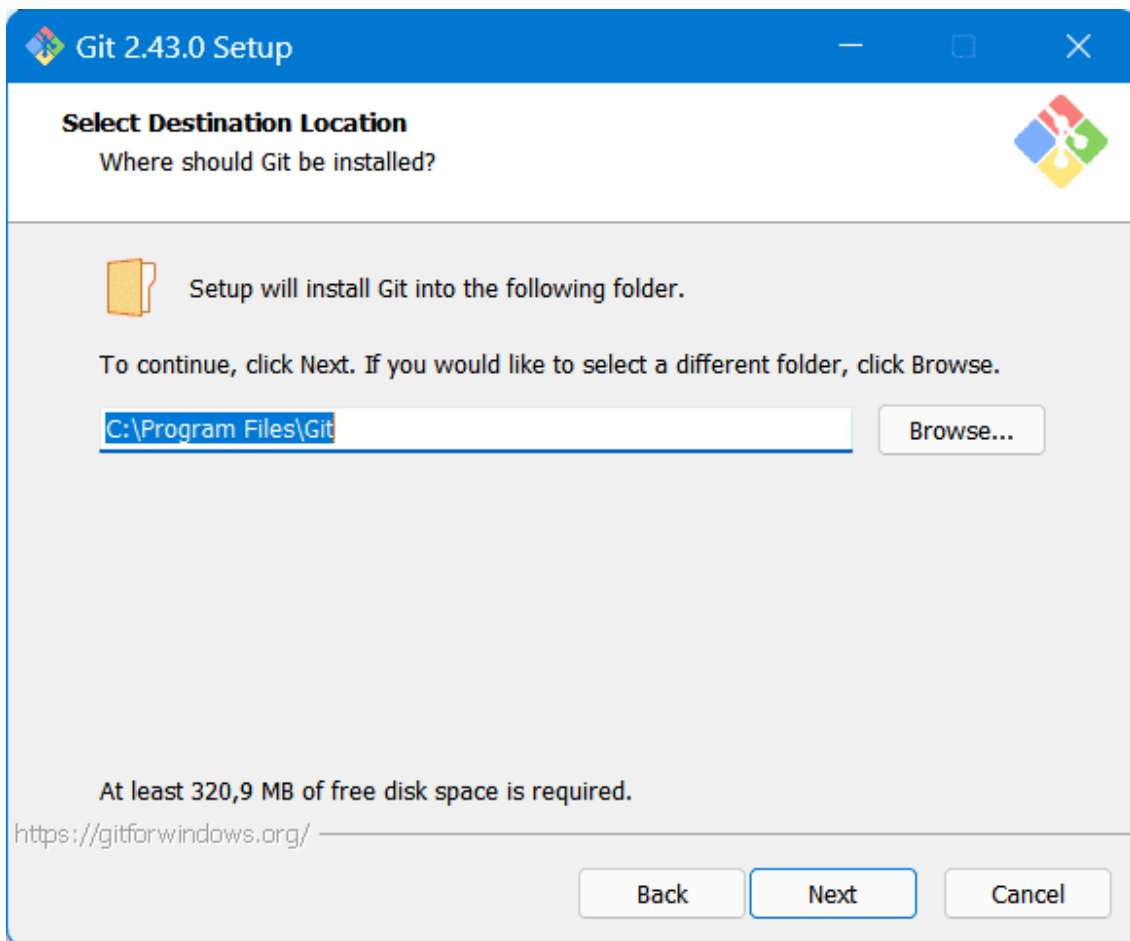 Git 2.43.0 Setup
Select Destination Location
Where should Git be installed?
Setup will install Git into the following folder.
To continue, click Next. If you would like to select a different folder, click Browse.
C:\Program Files\Git
Browse...
At least 320,9 MB of free disk space is required.
https://gitforwindows.org/
Back
Next
Cancel